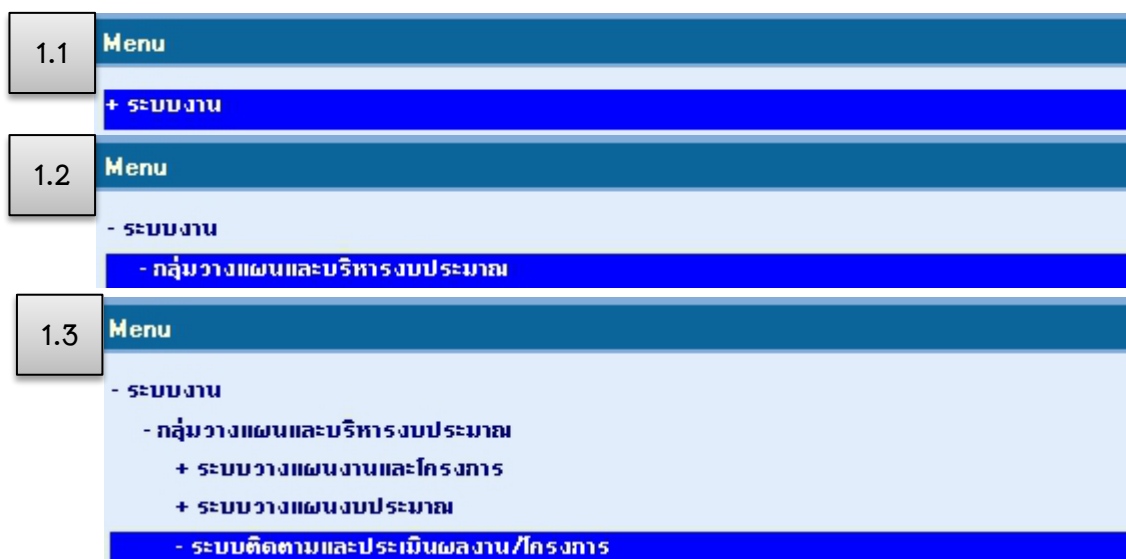 1.1
Menu
+ ระบบงาน
1.2
Menu
- ระบบงาน
- กลุ่มวางแผนและบริหารงบประมาณ
1.3
Menu
- ระบบงาน
- กลุ่มวางแผนและบริหารงบประมาณ
+ ระบบวางแผนงานและโครงการ
+ ระบบวางแผนงบประมาณ
- ระบบติดตามและประเมินผลงาน/โครงการ